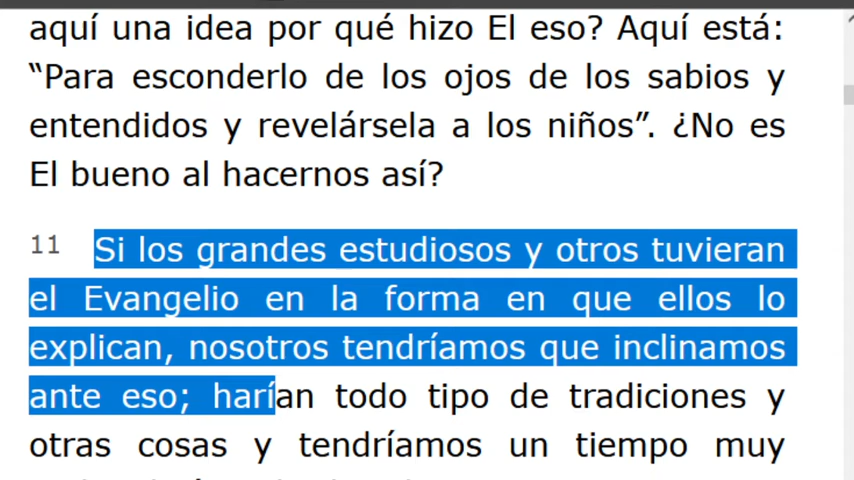 aquí una idea por qué hizo El eso? Aquí está:
“Para esconderlo de los ojos de los sabios y
entendidos y revelársela a los niños”. ¿No es
El bueno al hacernos así?
11 Si los grandes estudiosos y otros tuvieran
el Evangelio en la forma en que ellos lo
explican, nosotros tendríamos que inclinamos
ante eso; harían todo tipo de tradiciones y
otras cosas y tendríamos un tiempo muy